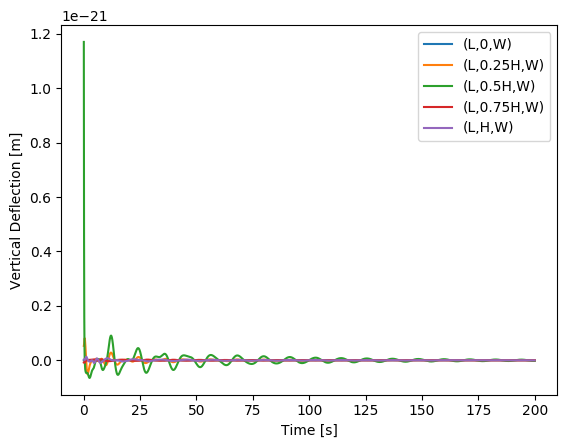 1e−21
1.2
1.0
0.8
0.6
0.4
0.2
0.0
Vertical Deflection [m]
(L,0,W)
(L,0.25H,W)
(L,0.5H,W)
(L,0.75H,W)
(L,H,W)
0 25 50 75 100 125 150 175 200
Time [s]